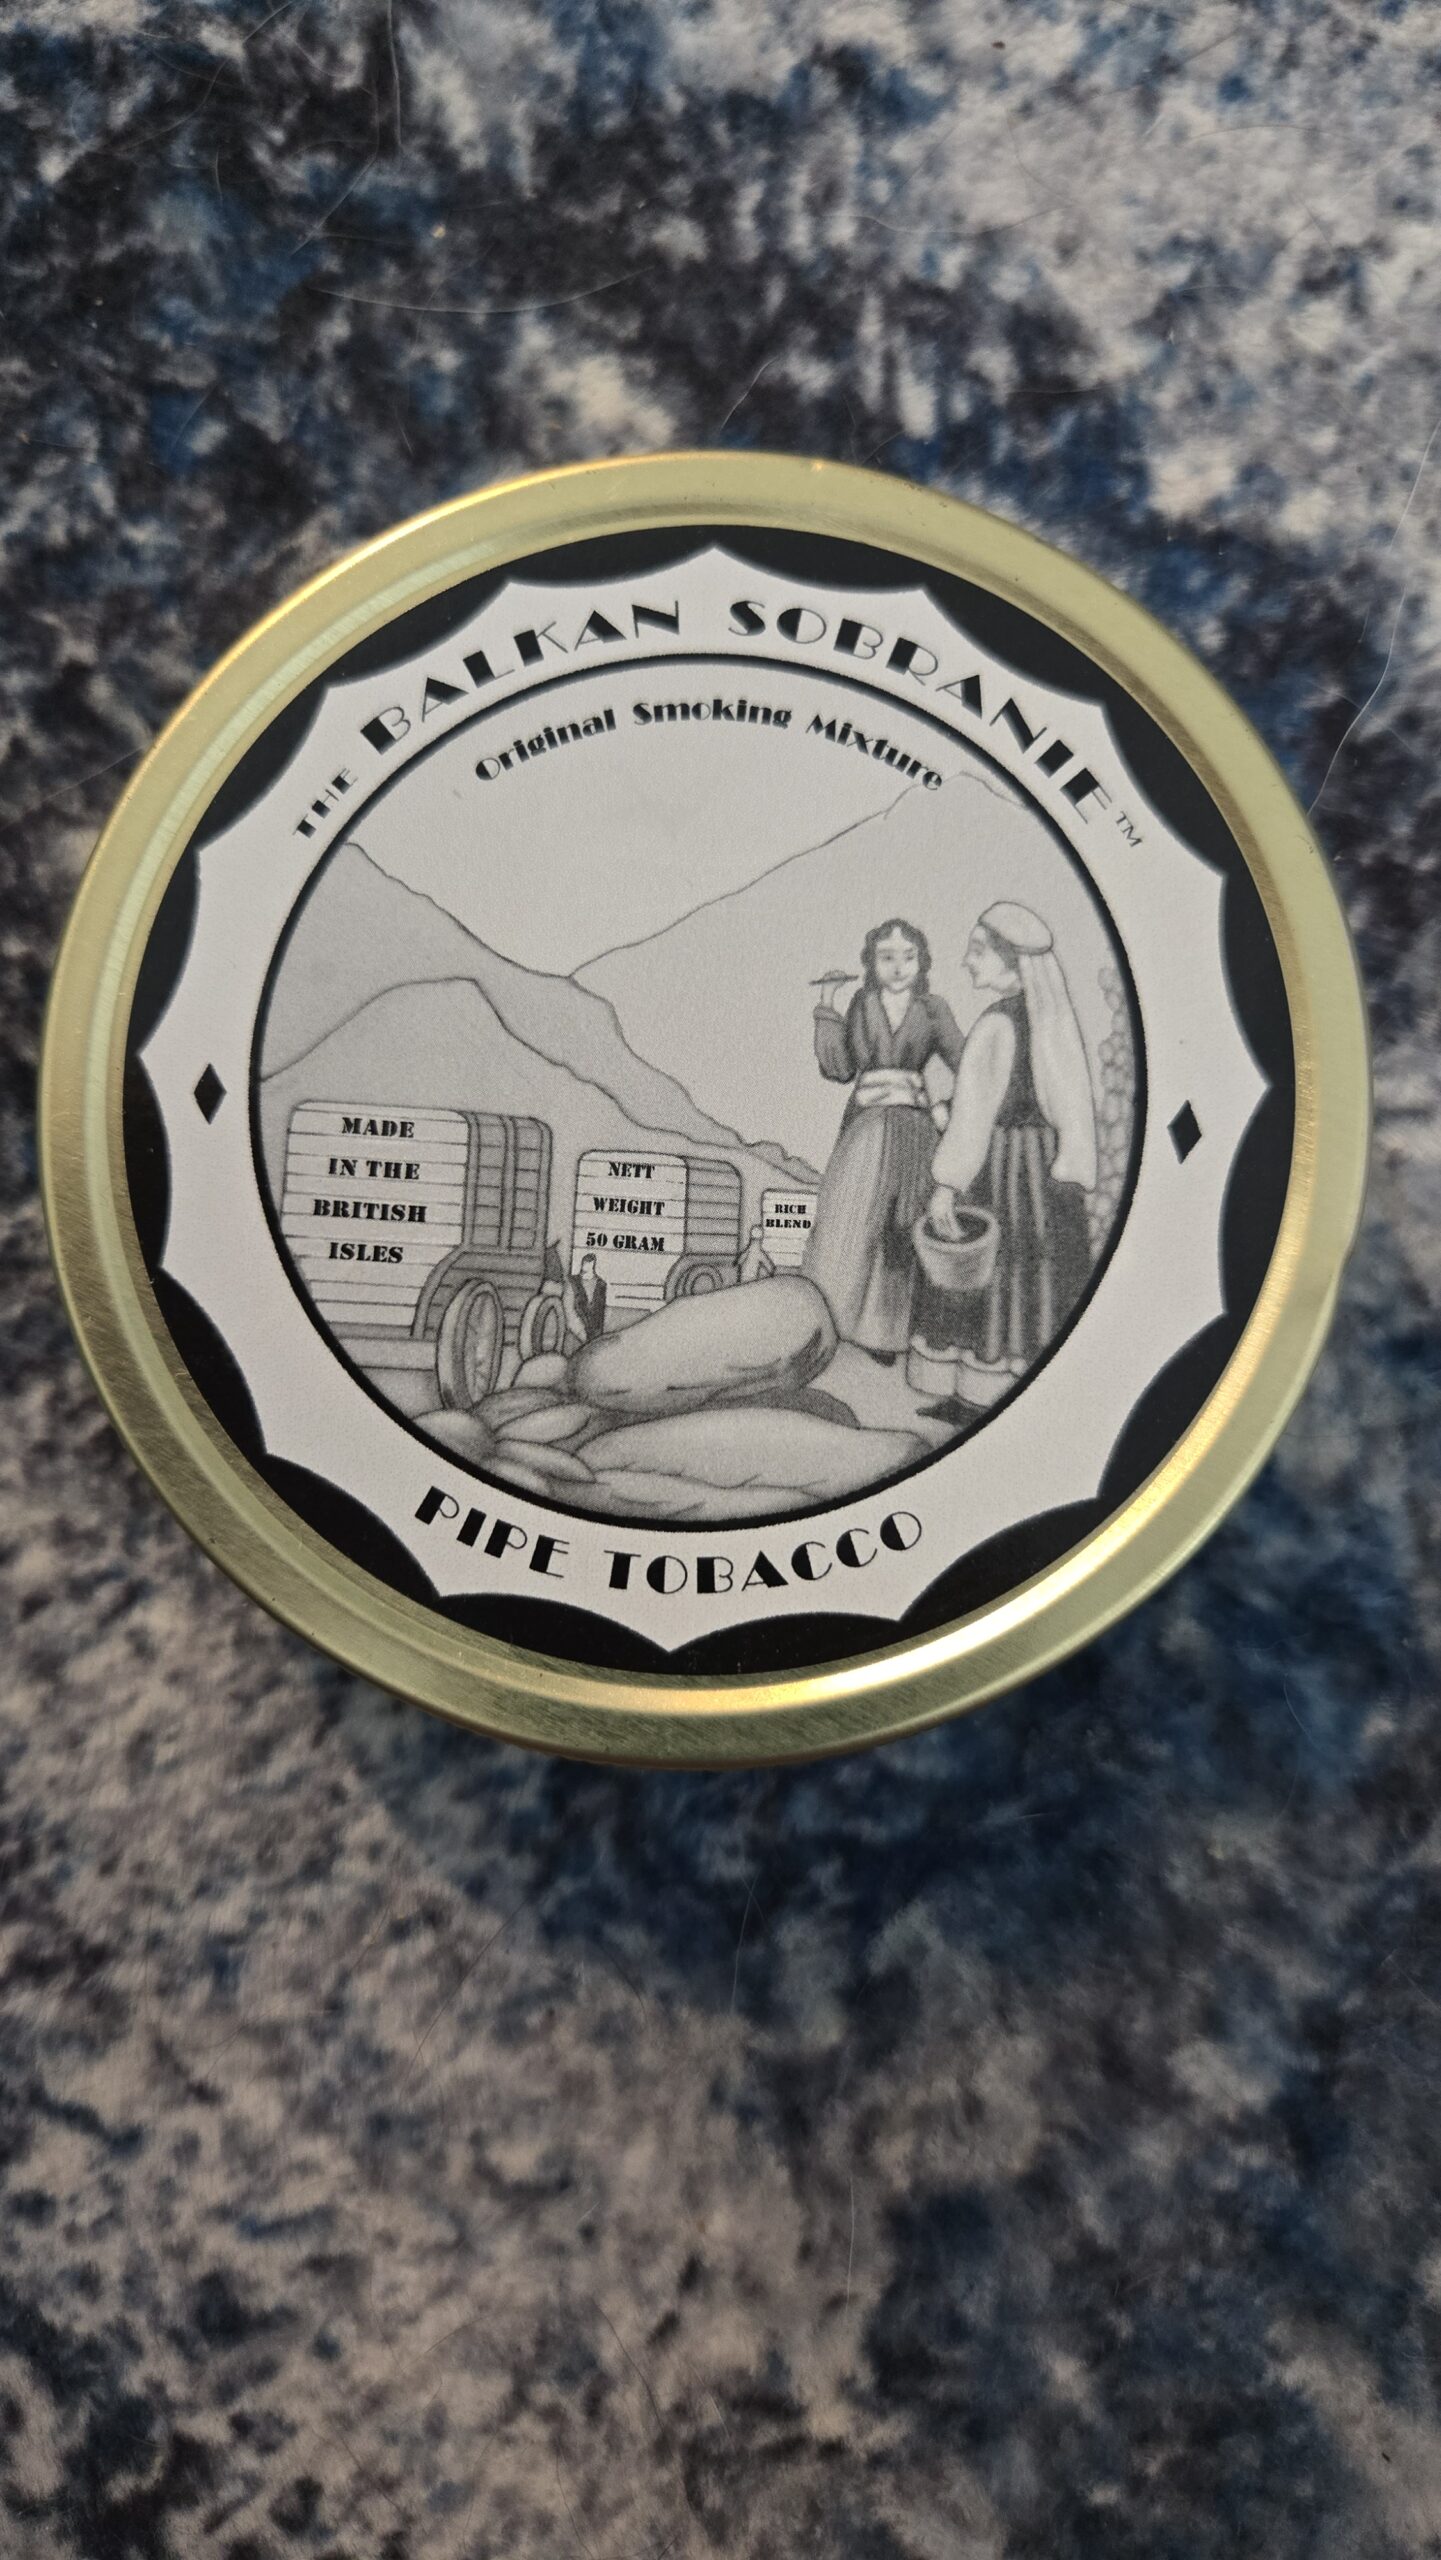 THE BALKAN SOBRANIE™
Original Smoking Mixture
MADE
IN THE
BRITISH
ISLES
NETT
WEIGHT
50 GRAM
RICH
BLEND
PIPE TOBACCO